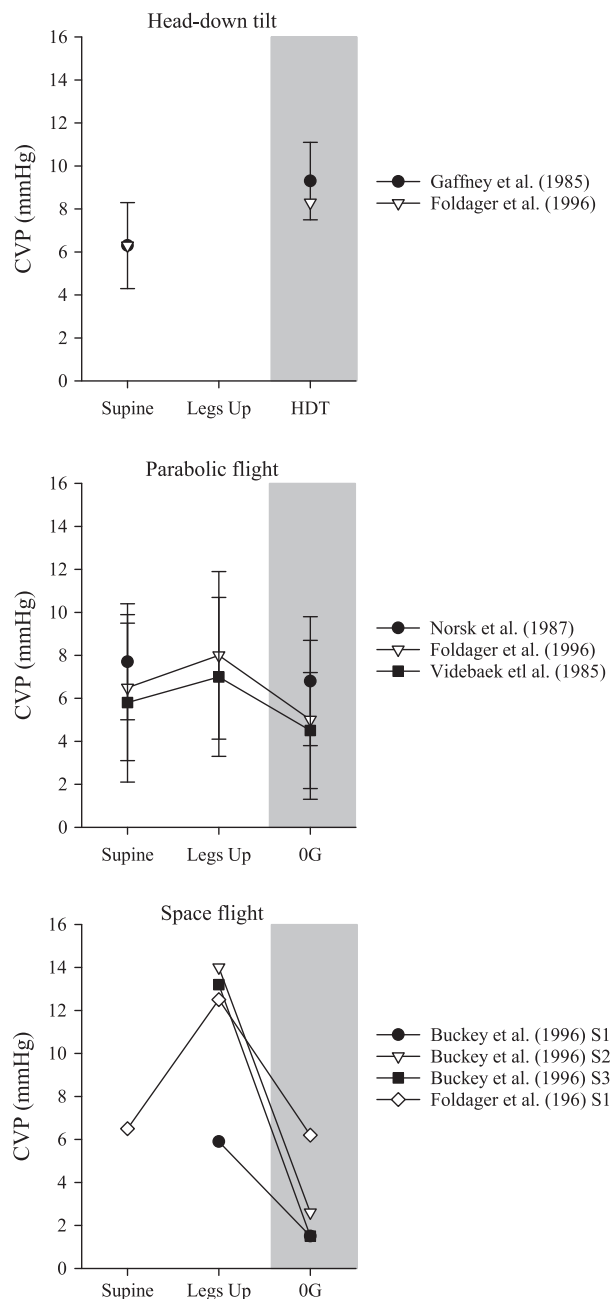 Head-down tilt
16
14
12
10
8
6
4
2
0
CVP (mmHg)
Supine Legs Up HDT
Gaffney et al. (1985)
Foldager et al. (1996)
Parabolic flight
16
14
12
10
8
6
4
2
0
CVP (mmHg)
Supine Legs Up 0G
Norsk et al. (1987)
Foldager et al. (1996)
Videbaek etl al. (1985)
Space flight
16
14
12
10
8
6
4
2
0
CVP (mmHg)
Supine Legs Up 0G
Buckey et al. (1996) S1
Buckey et al. (1996) S2
Buckey et al. (1996) S3
Foldager et al. (196) S1